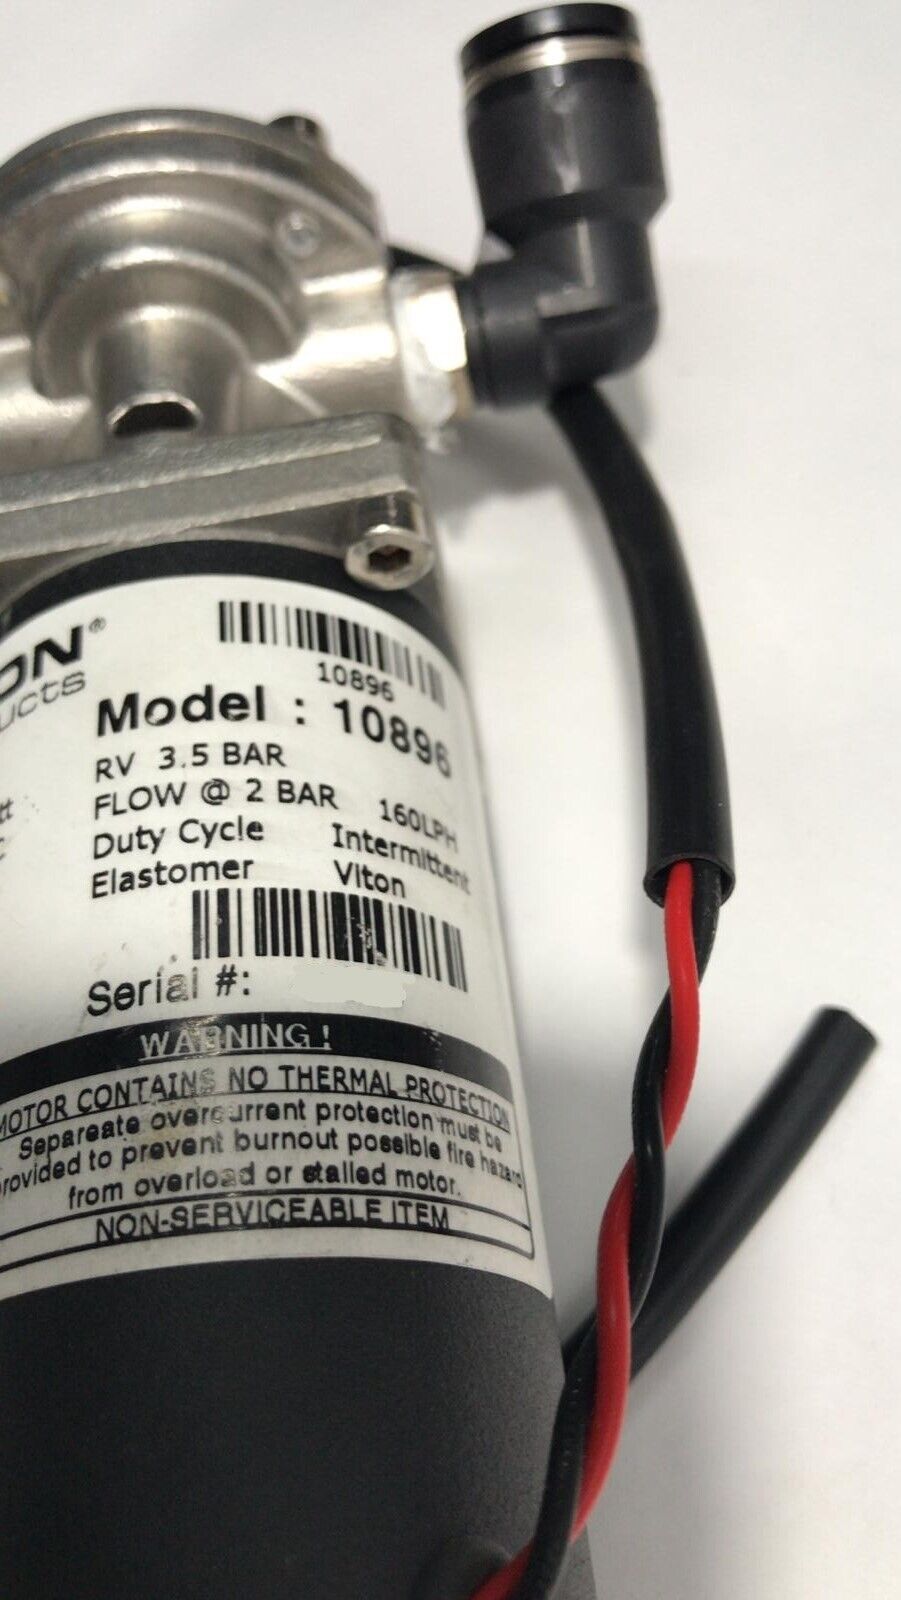 ON®
ucts
10896
Model : 10896
RV 3.5 BAR
FLOW @ 2 BAR 160LPH
Duty Cycle Intermittent
Elastomer Viton
Serial #:
WARNING !
MOTOR CONTAINS NO THERMAL PROTECTION
Separeate overcurrent protection must be
provided to prevent burnout possible fire hazard
from overload or stalled motor.
NON-SERVICEABLE ITEM